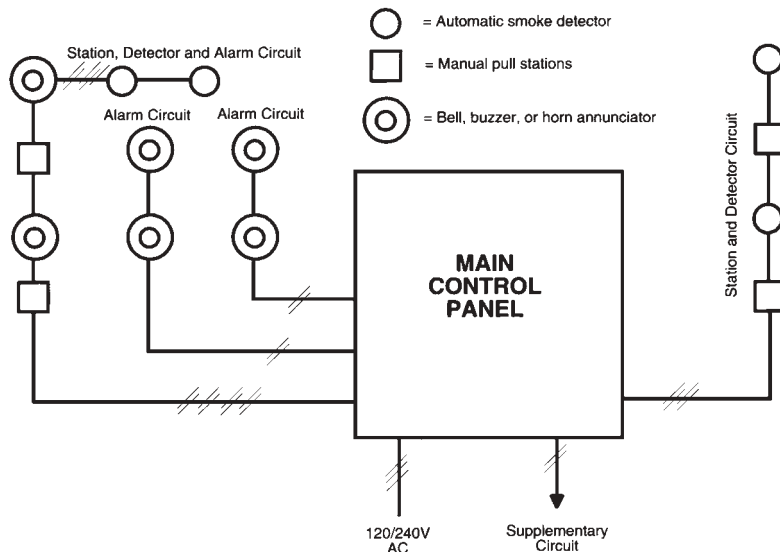 = Automatic smoke detector
Station, Detector and Alarm Circuit
= Manual pull stations
Alarm Circuit
Alarm Circuit
= Bell, buzzer, or horn annunciator
Station and Detector Circuit
MAIN
CONTROL
PANEL
120/240V
AC
Supplementary
Circuit